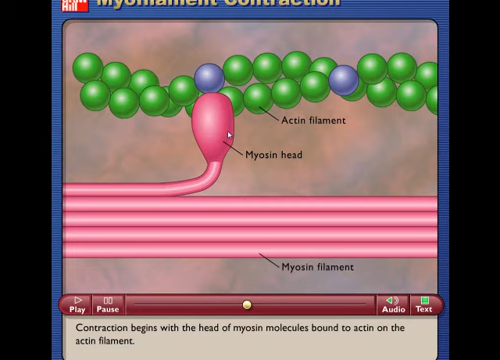 Myofilament Contraction
Actin filament
Myosin head
Myosin filament
Play
Pause
Audio
Text
Contraction begins with the head of myosin molecules bound to actin on the
actin filament.